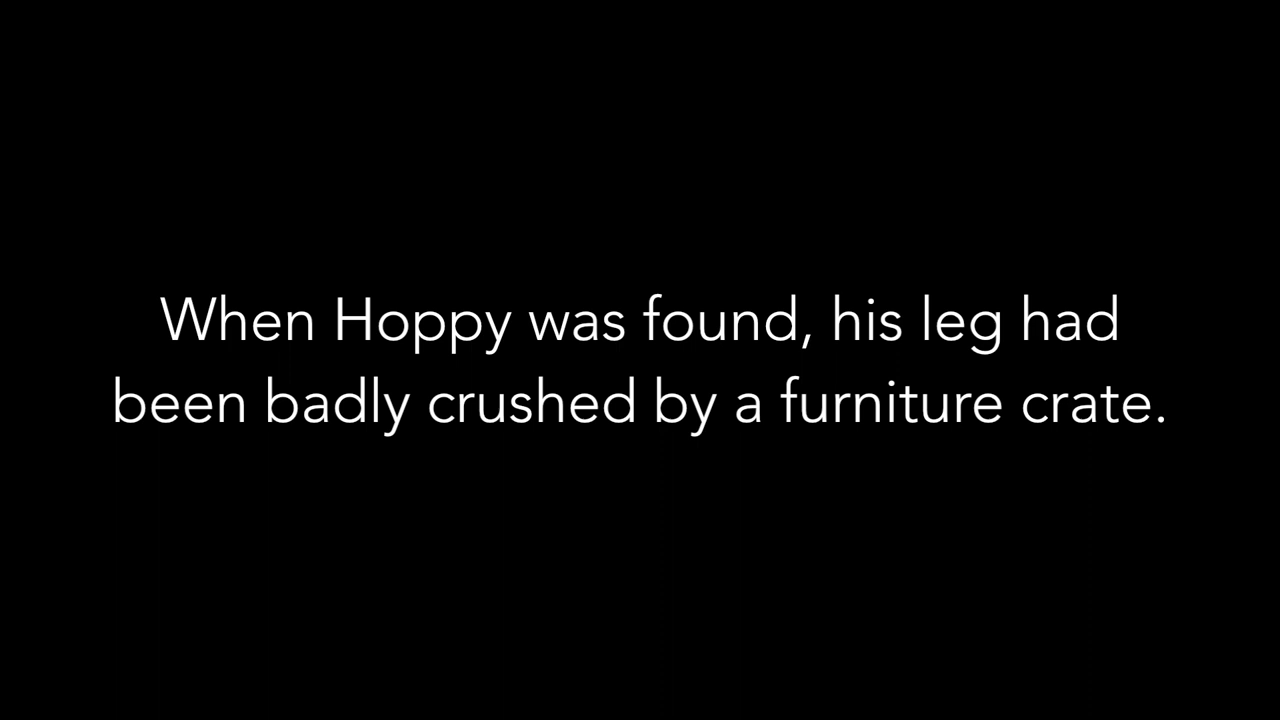 When Hoppy was found, his leg had
been badly crushed by a furniture crate.